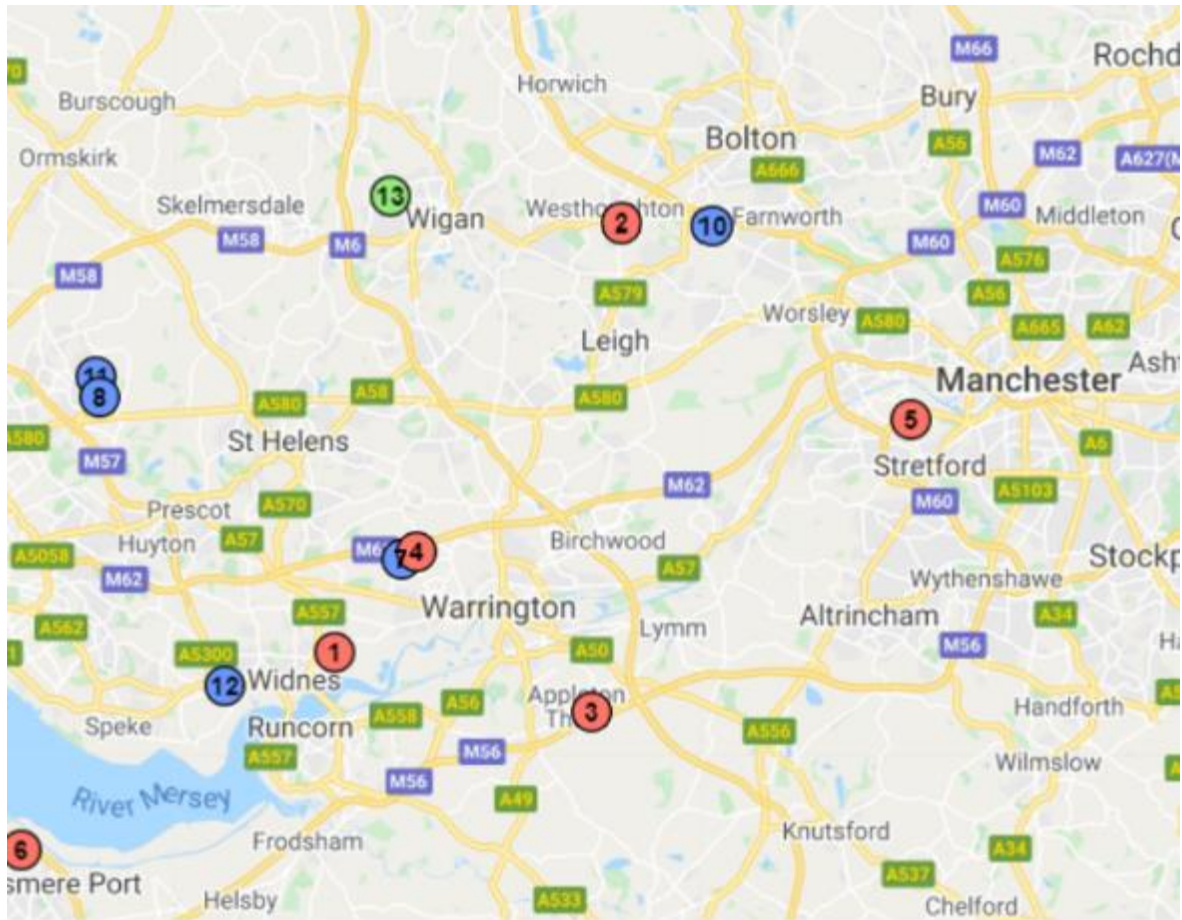 M66
Rochd
Horwich
70
Burscough
Bury
Bolton
A56
M62
A627(M
Ormskirk
A666
13
Skelmersdale
Westhoughton
2
10
Farnworth
M60
Middleton
Wigan
M58
M6
M60
A576
M58
A579
A56
Worsley
A580
A665
A62
Leigh
Asht
11
8
A58
Manchester
A580
A580
5
A580
St Helens
A6
M57
Stretford
M62
A5103
Prescot
A570
M60
Huyton
A57
Birchwood
A5058
M6
7
4
Stockp
M62
A57
Wythenshawe
Warrington
A557
Altrincham
A34
A562
Lymm
1
A50
M56
A5300
12
Widnes
Appleton
Th
3
A5
Speke
Runcorn
A558
A56
Handforth
A556
A557
M56
Wilmslow
M56
River Mersey
A49
Knutsford
Frodsham
6
A34
smere Port
A537
Helsby
A533
Chelford